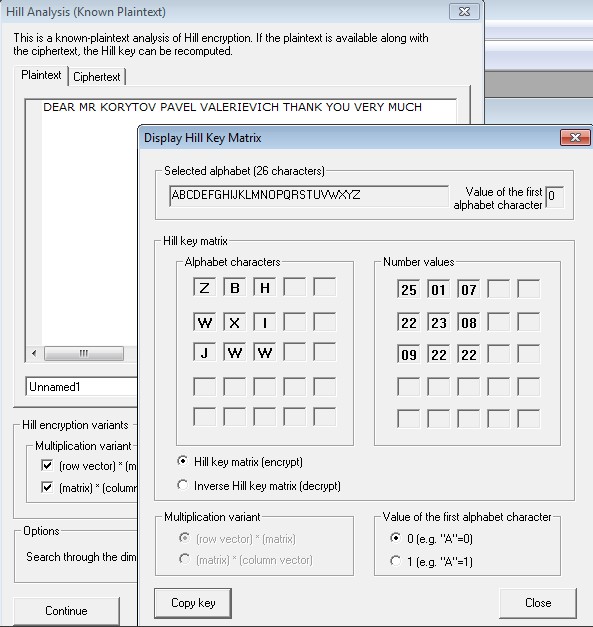 Hill Analysis (Known Plaintext)
This is a known-plaintext analysis of Hill encryption. If the plaintext is available along with
the ciphertext, the Hill key can be recomputed.
Plaintext Ciphertext
DEAR MR KORYTOV PAVEL VALERIEVICH THANK YOU VERY MUCH
Unnamed1
Hill encryption variants
Multiplication variant
(row vector) * (m
(matrix) * (column
Options
Search through the dim
Continue
Display Hill Key Matrix
Selected alphabet (26 characters)
ABCDEFGHIJKLMNOPQRSTUVWXYZ
Value of the first
alphabet character
0
Hill key matrix
Alphabet characters
Z B H
W X I
J W W
Number values
25 01 07
22 23 08
09 22 22
Hill key matrix (encrypt)
Inverse Hill key matrix (decrypt)
Multiplication variant
(row vector) * (matrix)
(matrix) * (column vector)
Value of the first alphabet character
0 (e.g. "A"=0)
1 (e.g. "A"=1)
Copy key
Close